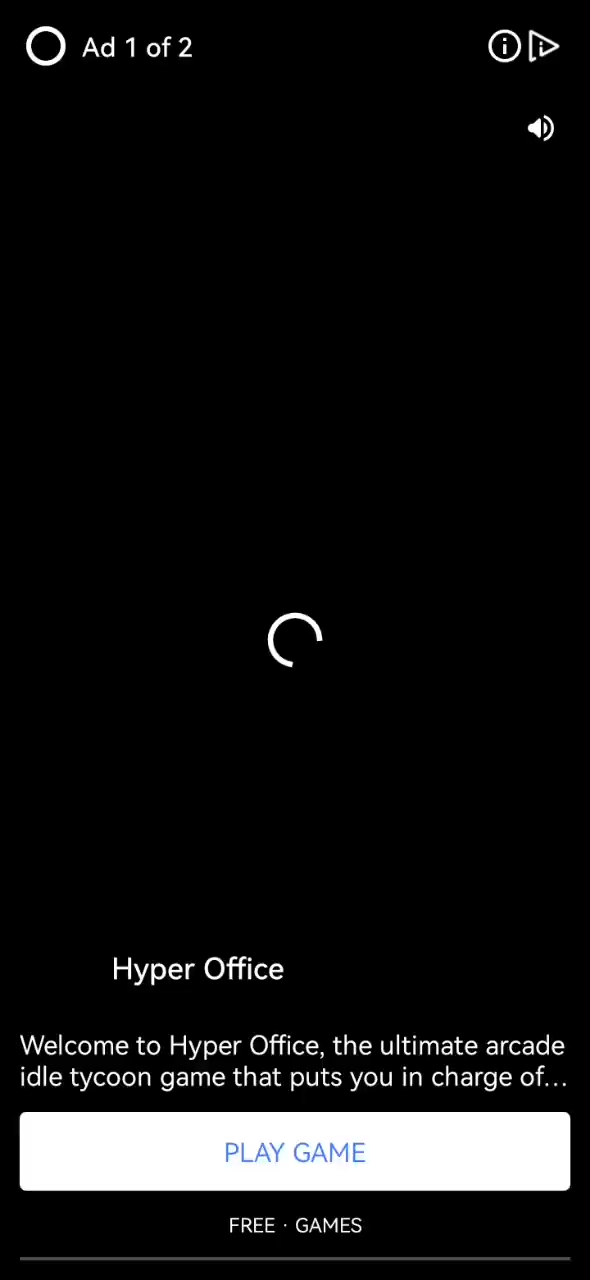 Ad 1 of 2
Hyper Office
Welcome to Hyper Office, the ultimate arcade
idle tycoon game that puts you in charge of...
PLAY GAME
FREE · GAMES